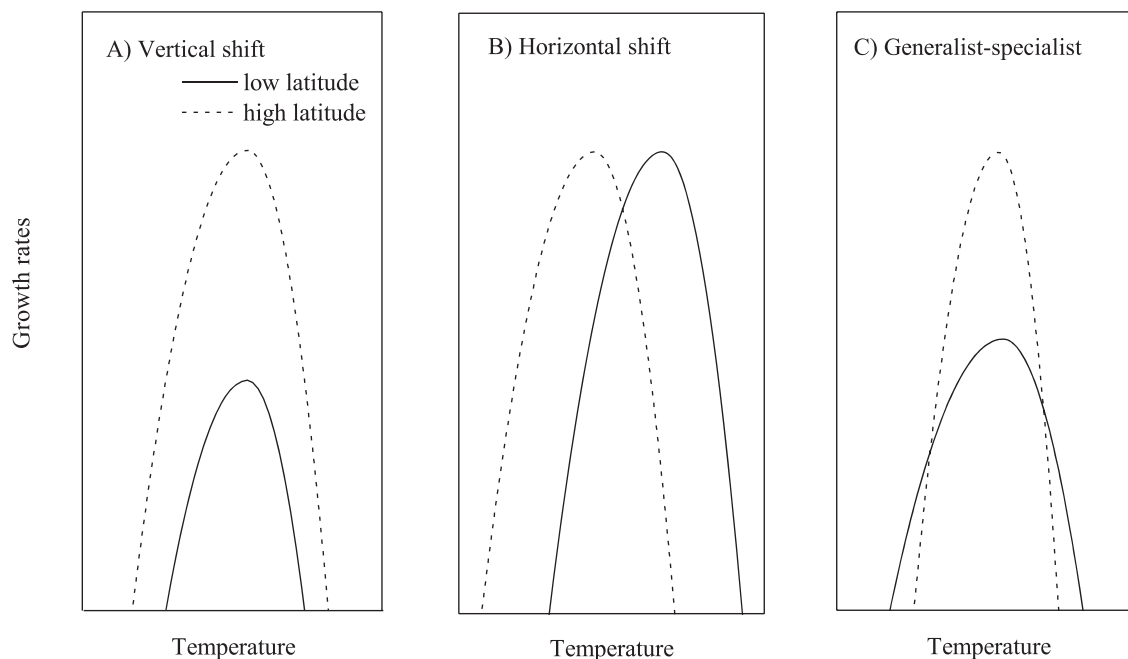 A) Vertical shift
low latitude
high latitude
B) Horizontal shift
C) Generalist-specialist
Growth rates
Temperature
Temperature
Temperature